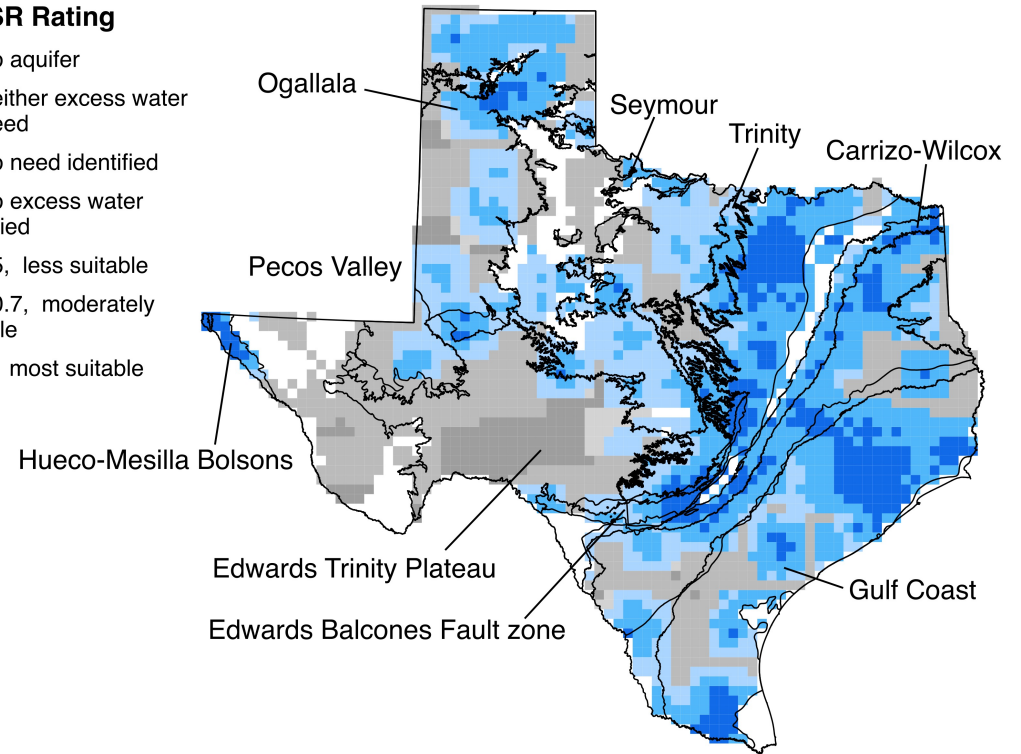 SR Rating
o aquifer
either excess water
eed
o need identified
o excess water
ied
5, less suitable
0.7, moderately
le
most suitable
Ogallala
Seymour
Trinity
Carrizo-Wilcox
Pecos Valley
Hueco-Mesilla Bolsons
Edwards Trinity Plateau
Gulf Coast
Edwards Balcones Fault zone